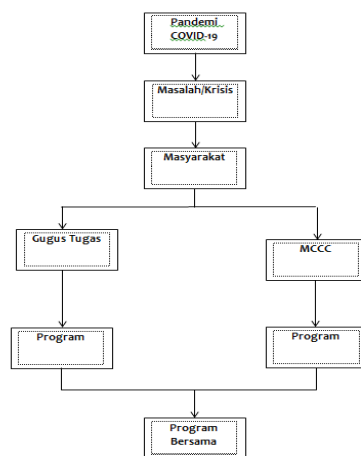 Pandemi
COVID-19
Masalah/Krisis
Masyarakat
Gugus Tugas
MCCC
Program
Program
Program
Bersama